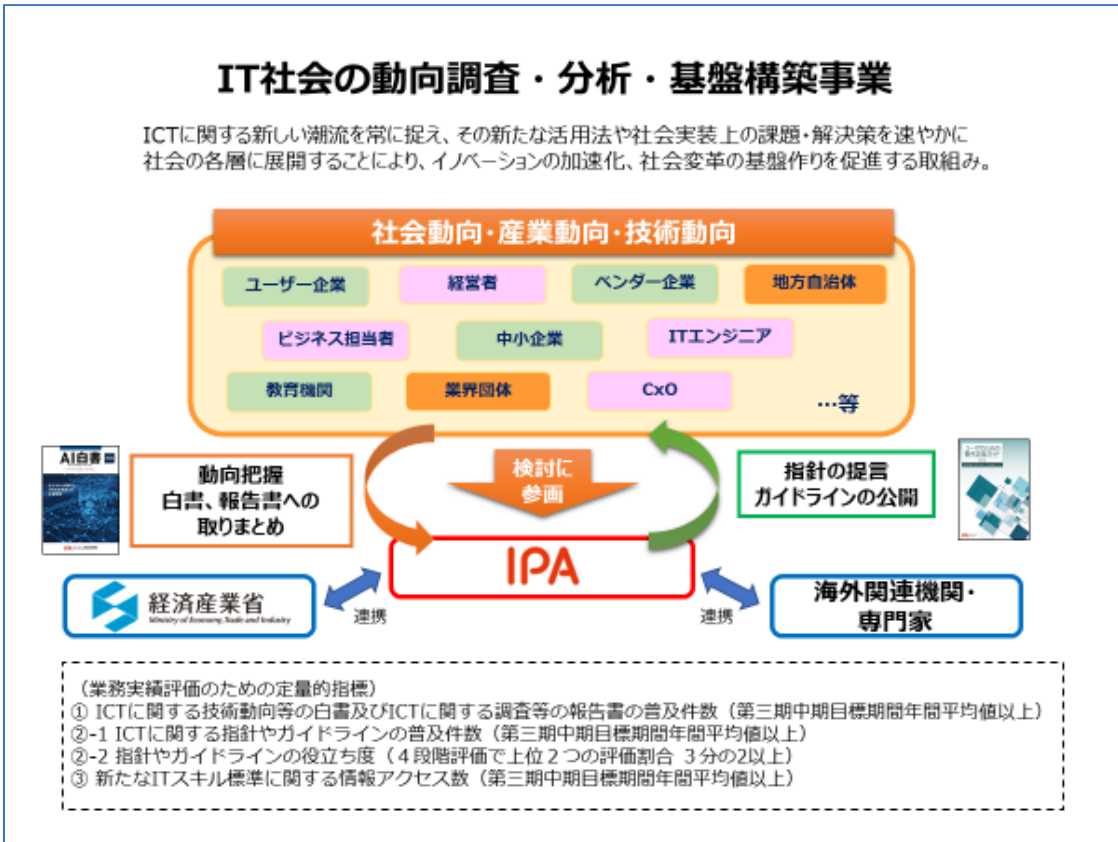 IT社会の動向調査・分析・基盤構築事業
ICTに関する新しい潮流を常に捉え、その新たな活用法や社会実装上の課題・解決策を速やかに
社会の各層に展開することにより、イノベーションの加速化、社会変革の基盤作りを促進する取組み。
社会動向・産業動向・技術動向
ユーザー企業
経営者
ベンダー企業
地方自治体
ビジネス担当者
中小企業
ITエンジニア
教育機関
業界団体
CxO
…等
AI白書
動向把握
白書、報告書への
取りまとめ
検討に
参画
指針の提言
ガイドラインの公開
IPA
経済産業省
Ministry of Economy, Trade and Industry
連携
連携
海外関連機関・
専門家
（業務実績評価のための定量的指標）
① ICTに関する技術動向等の白書及びICTに関する調査等の報告書の普及件数（第三期中期目標期間年間平均値以上）
②-1 ICTに関する指針やガイドラインの普及件数（第三期中期目標期間年間平均値以上）
②-2 指針やガイドラインの役立ち度（４段階評価で上位２つの評価割合 ３分の2以上）
③ 新たなITスキル標準に関する情報アクセス数（第三期中期目標期間年間平均値以上）